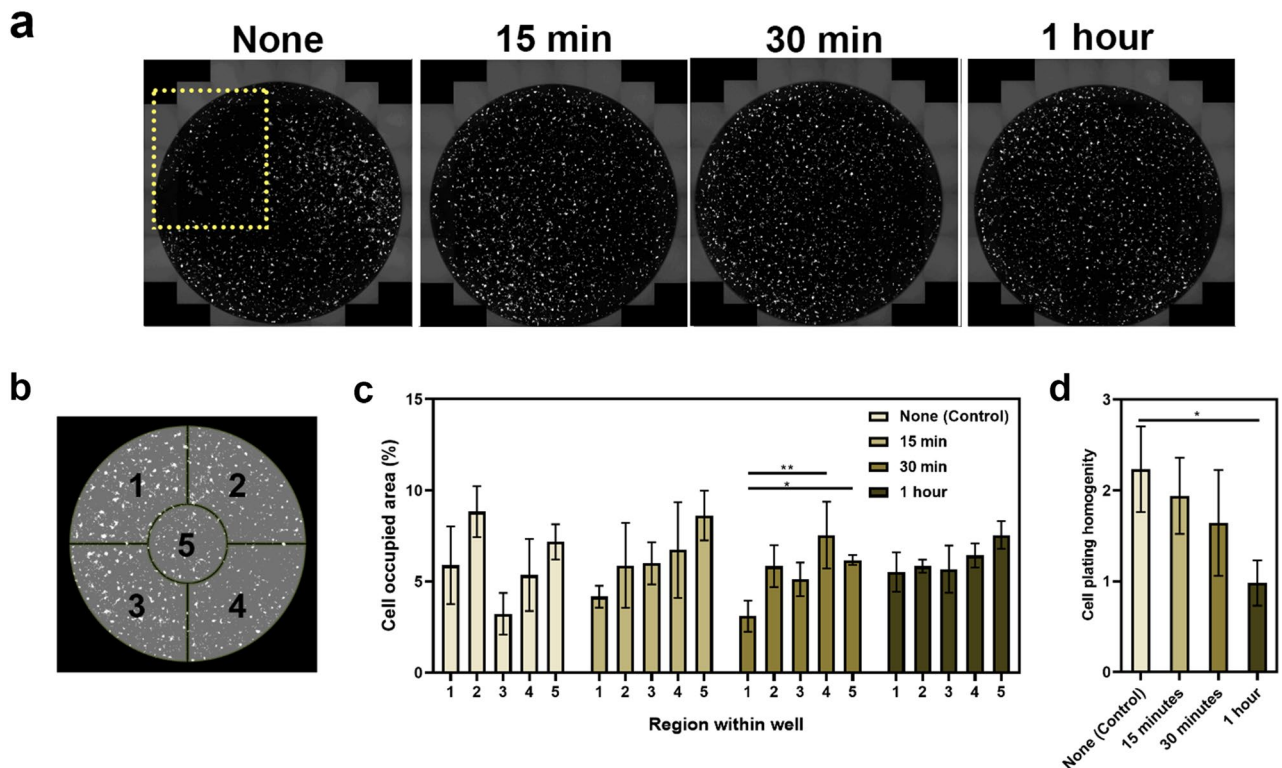 a
None
15 min
30 min
1 hour
b
1
2
5
3
4
c
Cell occupied area (%)
15
10
5
0
None (Control)
15 min
30 min
1 hour
**
*
1 2 3 4 5 1 2 3 4 5 1 2 3 4 5 1 2 3 4 5
Region within well
d
Cell plating homogenity
3
2
1
0
*
None (Control)
15 minutes
30 minutes
1 hour